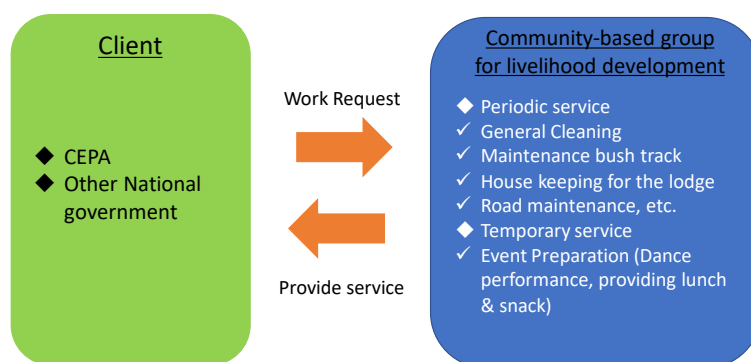 Client
◆ CEPA
◆ Other National
government
Work Request
Provide service
Community-based group
for livelihood development
◆ Periodic service
✓ General Cleaning
✓ Maintenance bush track
✓ House keeping for the lodge
✓ Road maintenance, etc.
◆ Temporary service
✓ Event Preparation (Dance
performance, providing lunch
& snack)